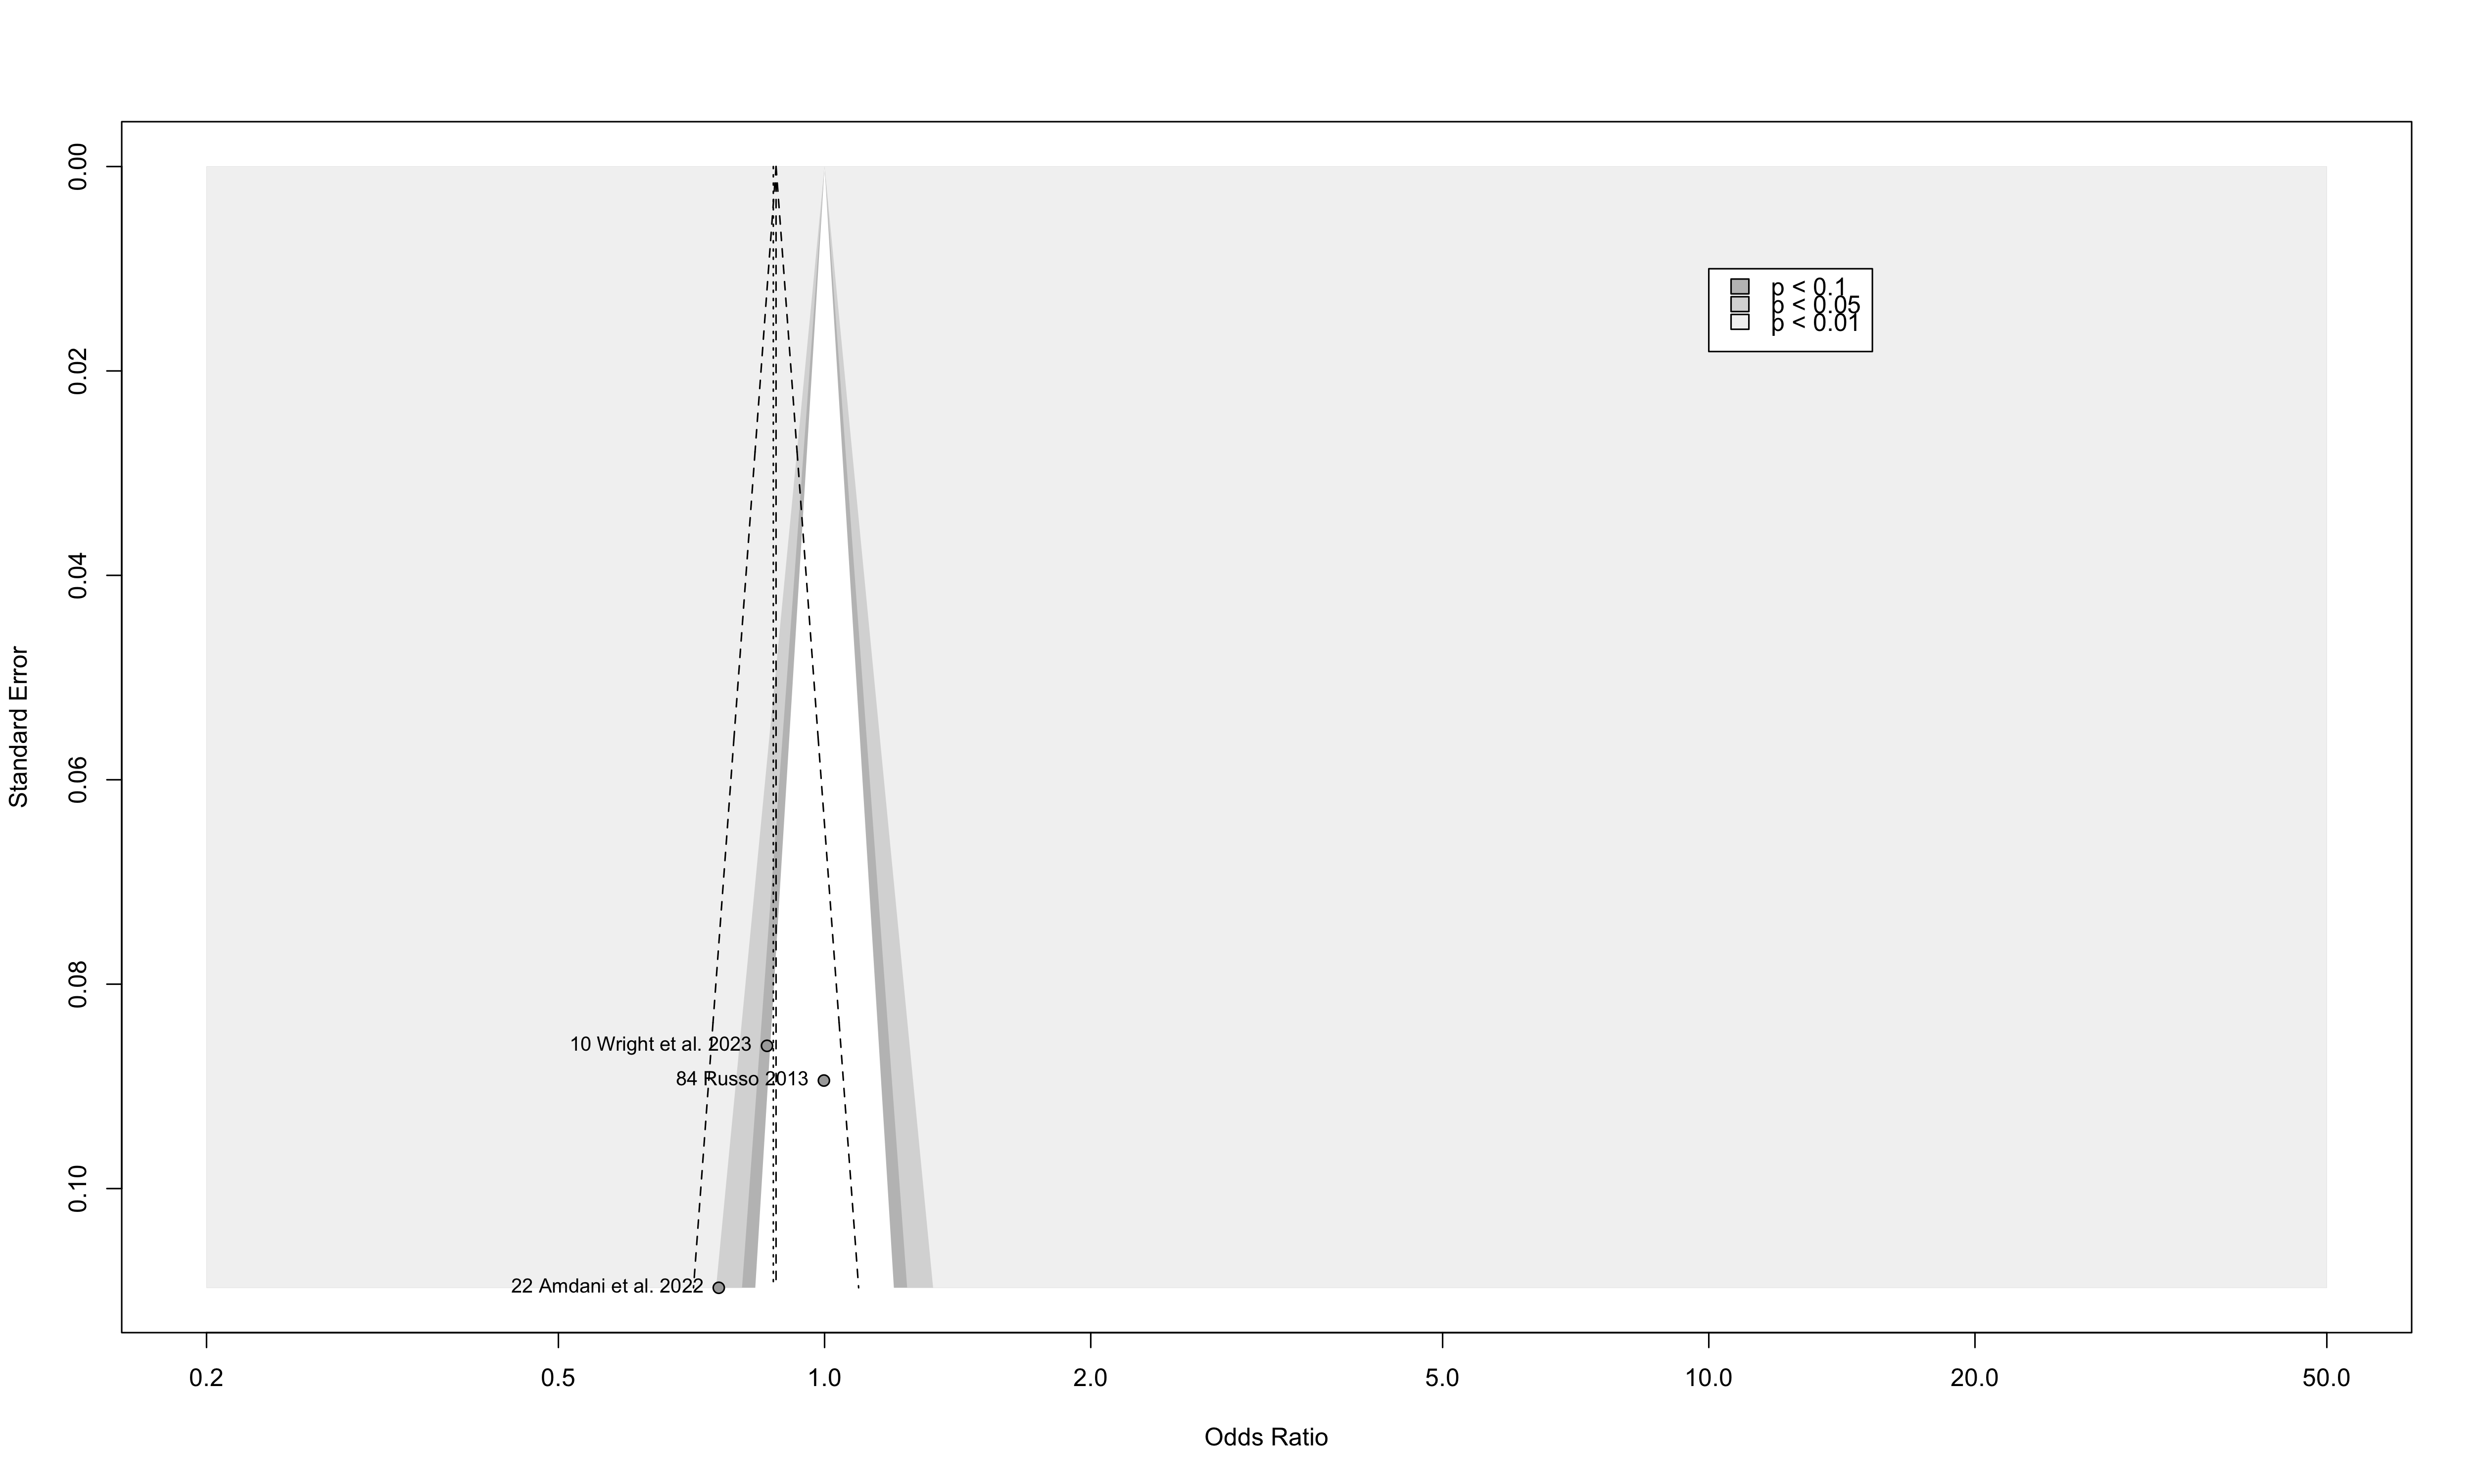 0.00
0.02
0.04
0.06
0.08
0.10
Standard Error
p < 0.1
p < 0.05
p < 0.01
10 Wright et al. 2023
84 Russo 2013
22 Amdani et al. 2022
0.2 0.5 1.0 2.0 5.0 10.0 20.0 50.0
Odds Ratio